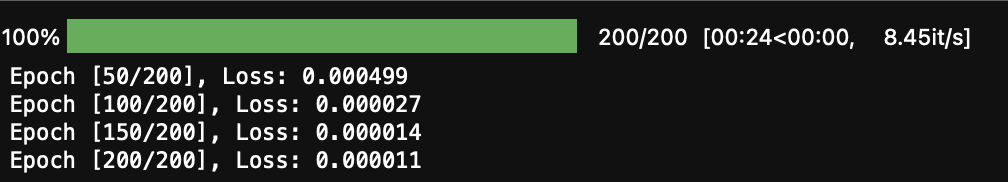 100% 200/200 [00:24<00:00, 8.45it/s]
Epoch [50/200], Loss: 0.000499
Epoch [100/200], Loss: 0.000027
Epoch [150/200], Loss: 0.000014
Epoch [200/200], Loss: 0.000011